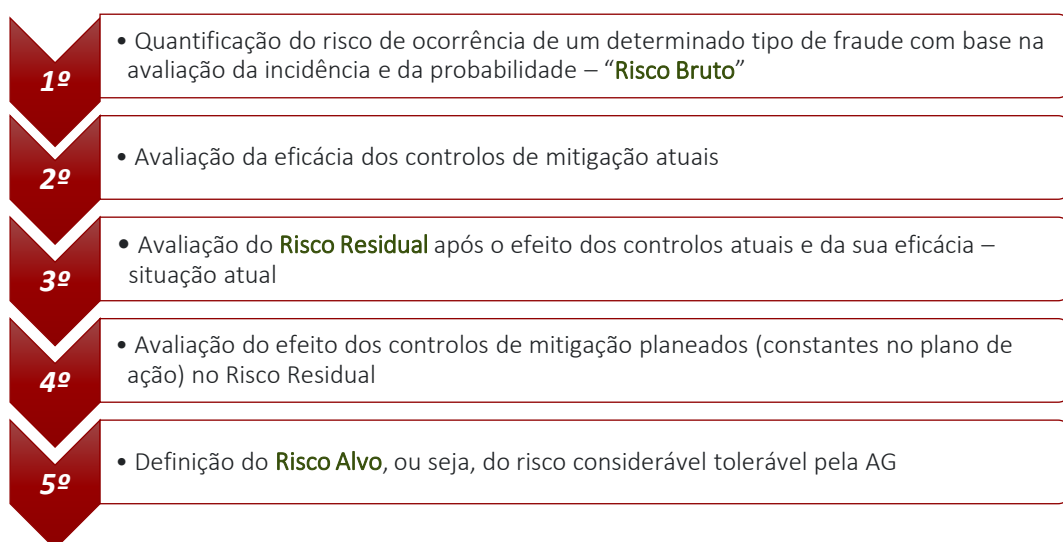 1º
• Quantificação do risco de ocorrência de um determinado tipo de fraude com base na
avaliação da incidência e da probabilidade – “Risco Bruto”
2º
• Avaliação da eficácia dos controlos de mitigação atuais
3º
• Avaliação do Risco Residual após o efeito dos controlos atuais e da sua eficácia –
situação atual
4º
• Avaliação do efeito dos controlos de mitigação planeados (constantes no plano de
ação) no Risco Residual
5º
• Definição do Risco Alvo, ou seja, do risco considerável tolerável pela AG